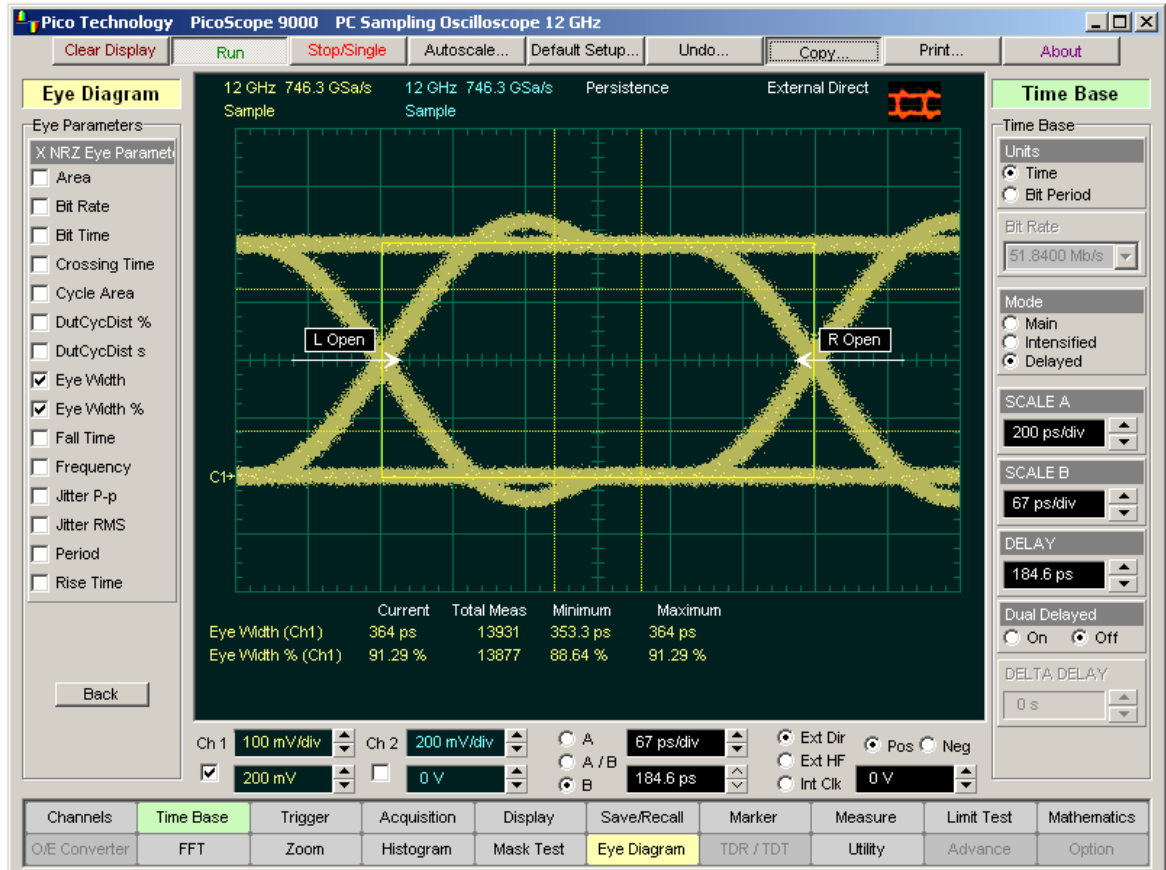 Pico Technology PicoScope 9000 PC Sampling Oscilloscope 12 GHz
Clear Display Run Stop/Single Autoscale... Default Setup... Undo... Copy... Print... About
Eye Diagram
Eye Parameters
X NRZ Eye Paramet
Area
Bit Rate
Bit Time
Crossing Time
Cycle Area
DutCycDist %
DutCycDist s
Eye Width
Eye Width %
Fall Time
Frequency
Jitter P-p
Jitter RMS
Period
Rise Time
Back
12 GHz 746.3 GSa/s 12 GHz 746.3 GSa/s Persistence External Direct
Sample Sample
L Open R Open
C1
Current Total Meas Minimum Maximum
Eye Width (Ch1) 364 ps 13931 353.3 ps 364 ps
Eye Width % (Ch1) 91.29 % 13877 88.64 % 91.29 %
Time Base
Time Base
Units
Time
Bit Period
Bit Rate
51.8400 Mb/s
Mode
Main
Intensified
Delayed
SCALE A
200 ps/div
SCALE B
67 ps/div
DELAY
184.6 ps
Dual Delayed
On Off
DELTA DELAY
0 s
Ch 1 100 mV/div Ch 2 200 mV/div A 67 ps/div Ext Dir Pos Neg
A / B Ext HF
200 mV 0 V B 184.6 ps Int Clk 0 V
Channels Time Base Trigger Acquisition Display Save/Recall Marker Measure Limit Test Mathematics
O/E Converter FFT Zoom Histogram Mask Test Eye Diagram TDR / TDT Utility Advance Option